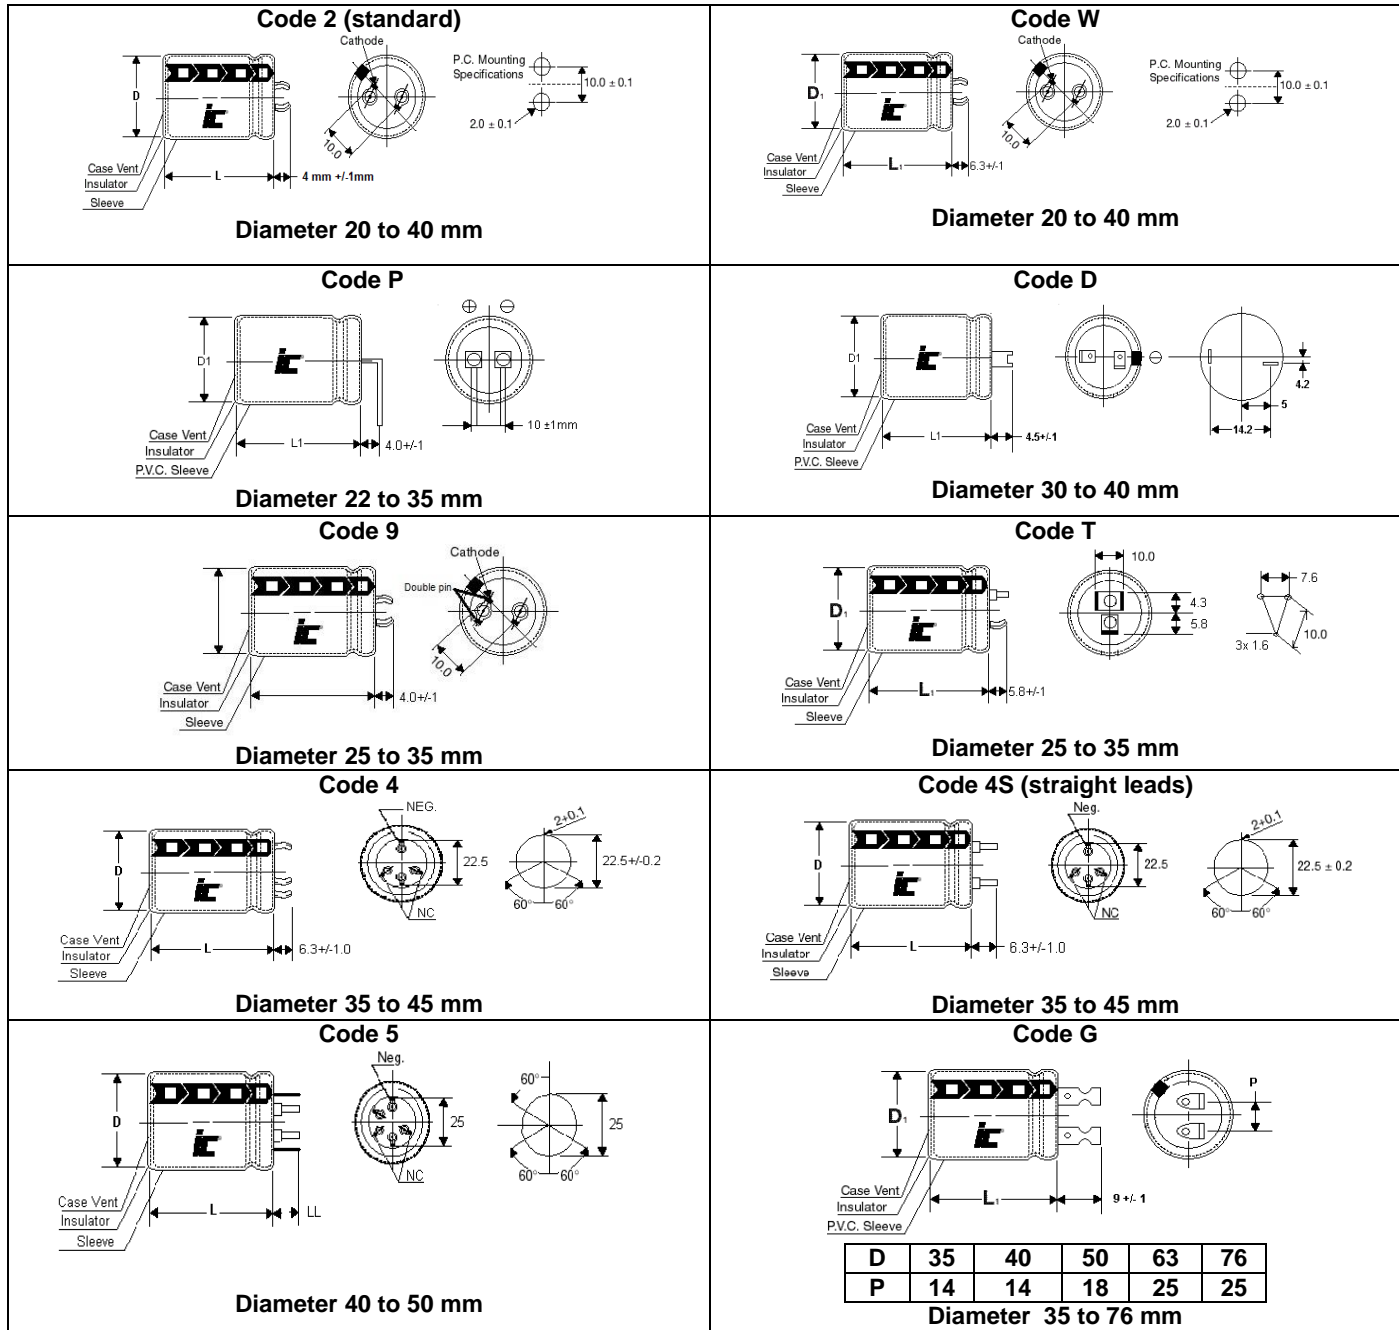 Code 2 (standard)
Cathode
P.C. Mounting
Specifications
10.0 ± 0.1
2.0 ± 0.1
D
ic
10.0
Case Vent
Insulator
Sleeve
L
4 mm +/-1mm
Diameter 20 to 40 mm
Code W
Cathode
P.C. Mounting
Specifications
10.0 ± 0.1
2.0 ± 0.1
D1
ic
10.0
Case Vent
Insulator
Sleeve
L1
6.3+/-1
Diameter 20 to 40 mm
Code P
D1
ic
Case Vent
Insulator
P.V.C. Sleeve
L1
4.0+/-1
10 ±1mm
Diameter 22 to 35 mm
Code D
D1
ic
4.2
5
14.2
Case Vent
Insulator
P.V.C. Sleeve
L1
4.5+/-1
Diameter 30 to 40 mm
Code 9
Cathode
Double pin
ic
10.0
Case Vent
Insulator
Sleeve
4.0+/-1
Diameter 25 to 35 mm
Code T
10.0
7.6
D1
4.3
5.8
10.0
3x 1.6
ic
Case Vent
Insulator
Sleeve
L1
5.8+/-1
Diameter 25 to 35 mm
Code 4
NEG.
2+0.1
D
22.5
22.5+/-0.2
ic
60° 60°
NC
Case Vent
Insulator
Sleeve
L
6.3+/-1.0
Diameter 35 to 45 mm
Code 4S (straight leads)
Neg.
2+0.1
D
22.5
22.5 ± 0.2
ic
60° 60°
NC
Case Vent
Insulator
Sleeve
L
6.3+/-1.0
Diameter 35 to 45 mm
Code 5
Neg.
60°
D
25
25
ic
NC
60° 60°
Case Vent
Insulator
Sleeve
L
LL
Diameter 40 to 50 mm
Code G
P
D1
ic
Case Vent
Insulator
P.V.C. Sleeve
L1
9 +/- 1
D 35 40 50 63 76
P 14 14 18 25 25
Diameter 35 to 76 mm